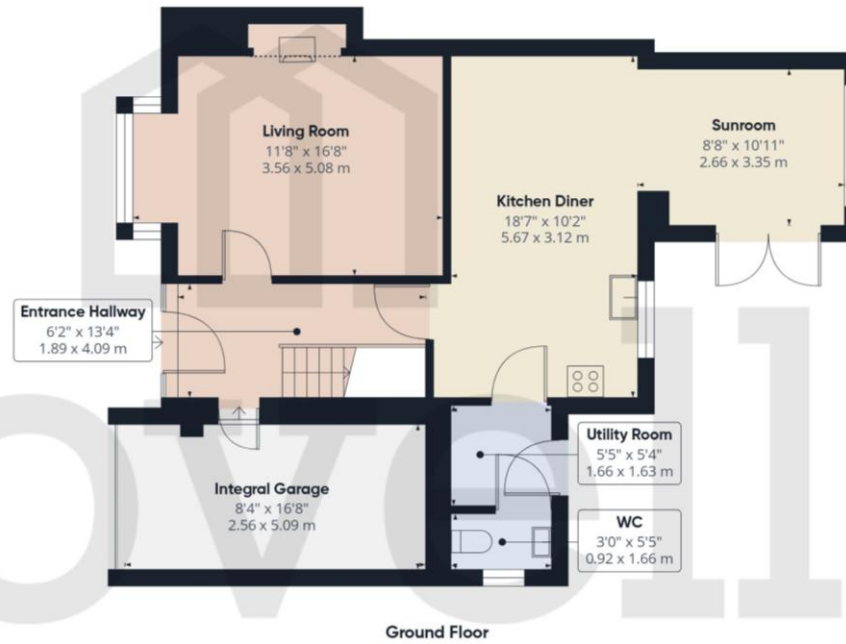 Living Room
11'8" x 16'8"
3.56 x 5.08 m
Sunroom
8'8" x 10'11"
2.66 x 3.35 m
Kitchen Diner
18'7" x 10'2"
5.67 x 3.12 m
Entrance Hallway
6'2" x 13'4"
1.89 x 4.09 m
Utility Room
5'5" x 5'4"
1.66 x 1.63 m
Integral Garage
8'4" x 16'8"
2.56 x 5.09 m
WC
3'0" x 5'5"
0.92 x 1.66 m
ovell
Ground Floor